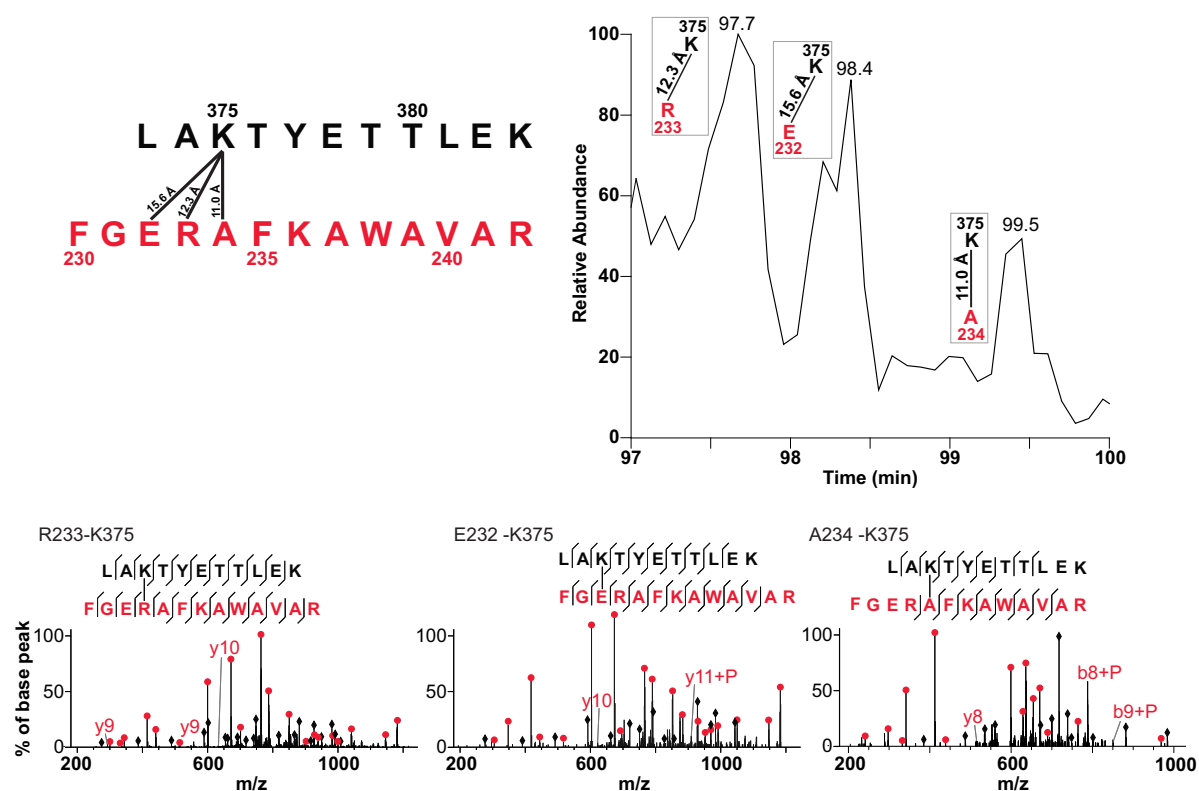 375 380
L A K T Y E T T L E K
15.6 Å 12.3 Å 11.0 Å
F G E R A F K A W A V A R
230 235 240
Relative Abundance
100
80
60
40
20
0
97 98 99 100
Time (min)
375
K
12.3 Å
R
233
97.7
375
K
15.6 Å
E
232
98.4
375
K
11.0 Å
A
234
99.5
R233-K375
L A K T Y E T T L E K
F G E R A F K A W A V A R
% of base peak
100
50
0
y9 y9 y10
200 600 1000
m/z
E232 -K375
L A K T Y E T T L E K
F G E R A F K A W A V A R
100
50
0
y10 y11+P
200 600 1000
m/z
A234 -K375
L A K T Y E T T L E K
F G E R A F K A W A V A R
100
50
0
y8 b8+P b9+P
200 600 1000
m/z